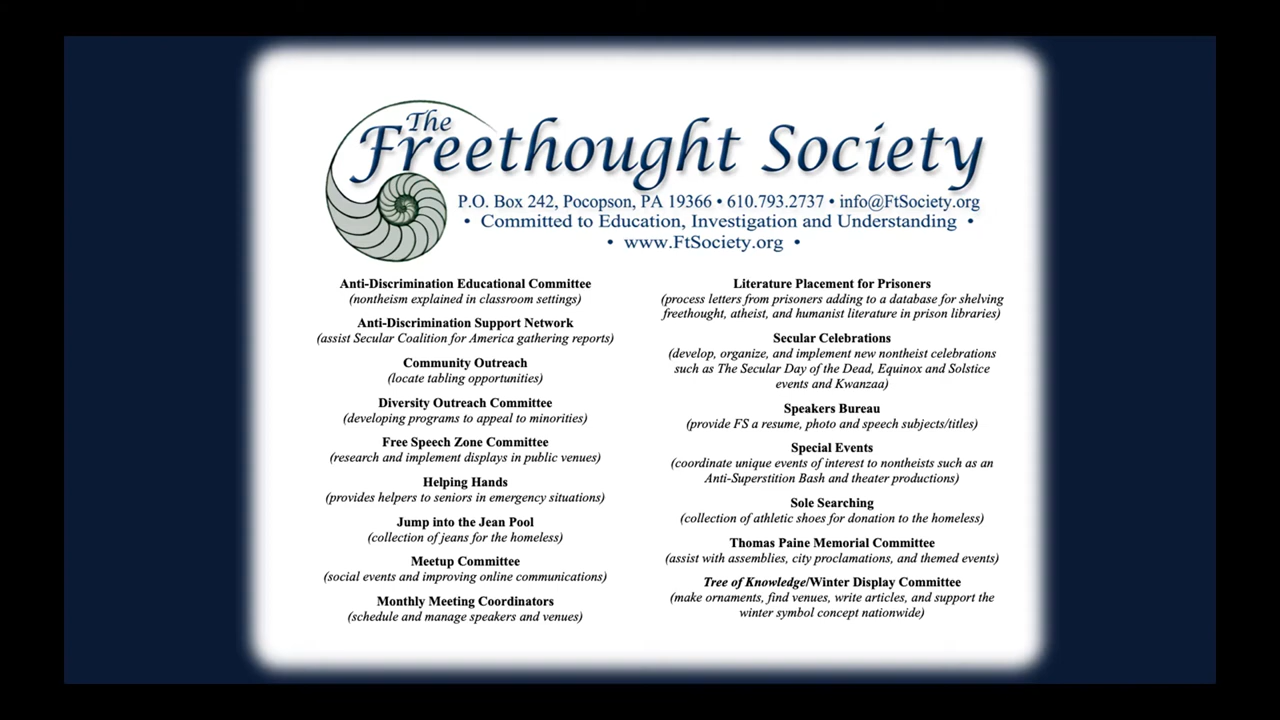 The
Freethought Society
P.O. Box 242, Pocopson, PA 19366 • 610.793.2737 • info@FtSociety.org
• Committed to Education, Investigation and Understanding •
• www.FtSociety.org •
Anti-Discrimination Educational Committee
(nontheism explained in classroom settings)
Anti-Discrimination Support Network
(assist Secular Coalition for America gathering reports)
Community Outreach
(locate tabling opportunities)
Diversity Outreach Committee
(developing programs to appeal to minorities)
Free Speech Zone Committee
(research and implement displays in public venues)
Helping Hands
(provides helpers to seniors in emergency situations)
Jump into the Jean Pool
(collection of jeans for the homeless)
Meetup Committee
(social events and improving online communications)
Monthly Meeting Coordinators
(schedule and manage speakers and venues)
Literature Placement for Prisoners
(process letters from prisoners adding to a database for shelving
freethought, atheist, and humanist literature in prison libraries)
Secular Celebrations
(develop, organize, and implement new nontheist celebrations
such as The Secular Day of the Dead, Equinox and Solstice
events and Kwanzaa)
Speakers Bureau
(provide FS a resume, photo and speech subjects/titles)
Special Events
(coordinate unique events of interest to nontheists such as an
Anti-Superstition Bash and theater productions)
Sole Searching
(collection of athletic shoes for donation to the homeless)
Thomas Paine Memorial Committee
(assist with assemblies, city proclamations, and themed events)
Tree of Knowledge/Winter Display Committee
(make ornaments, find venues, write articles, and support the
winter symbol concept nationwide)